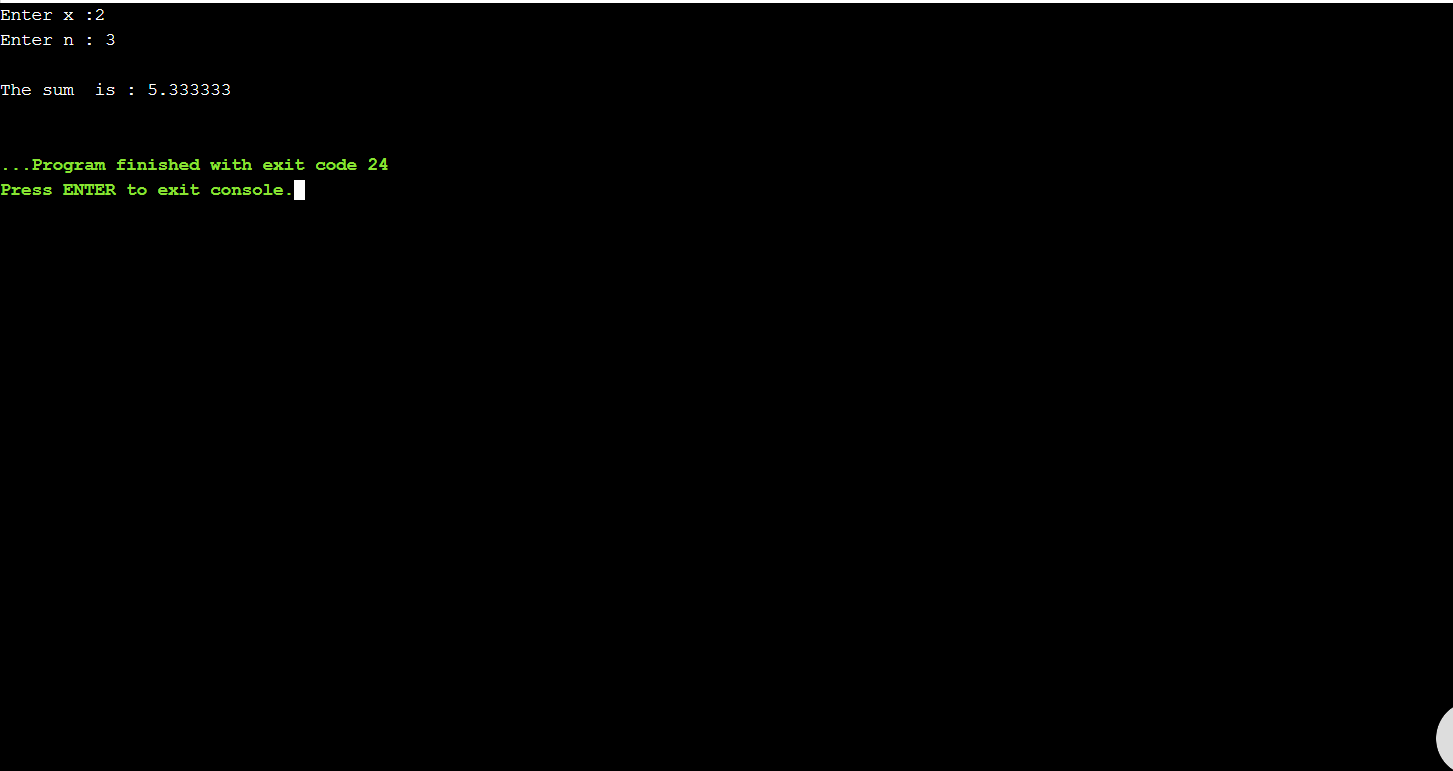 Enter x :2
Enter n : 3
The sum  is : 5.333333
...Program finished with exit code 24
Press ENTER to exit console.